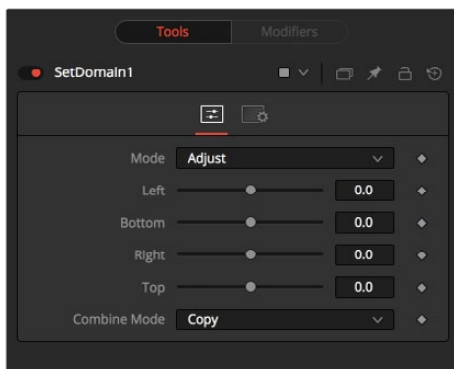 Tools Modifiers
SetDomain1
Mode Adjust
Left 0.0
Bottom 0.0
Right 0.0
Top 0.0
Combine Mode Copy